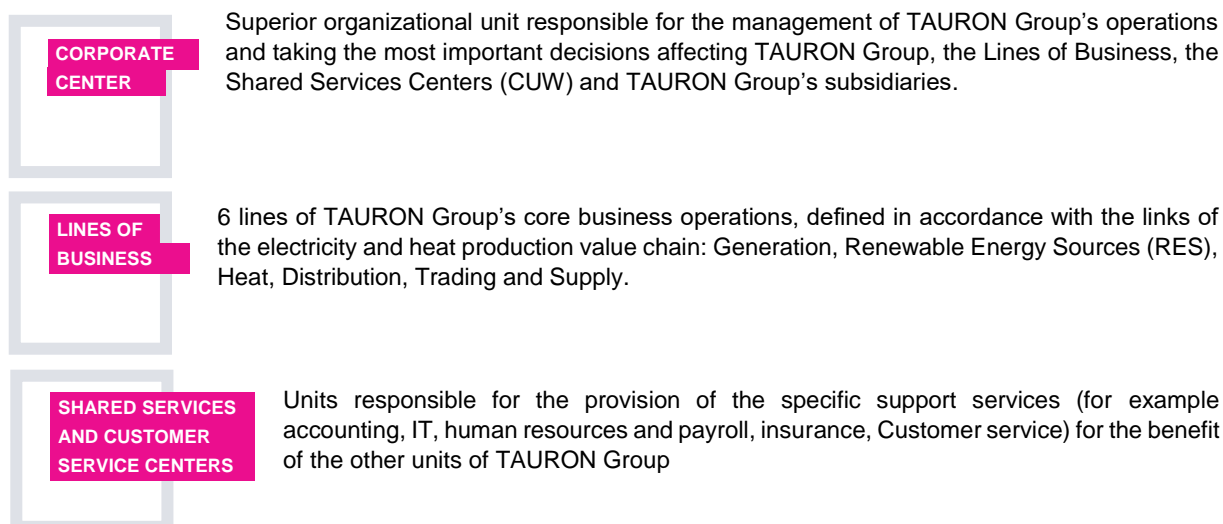 CORPORATE
CENTER
Superior organizational unit responsible for the management of TAURON Group’s operations
and taking the most important decisions affecting TAURON Group, the Lines of Business, the
Shared Services Centers (CUW) and TAURON Group’s subsidiaries.
LINES OF
BUSINESS
6 lines of TAURON Group’s core business operations, defined in accordance with the links of
the electricity and heat production value chain: Generation, Renewable Energy Sources (RES),
Heat, Distribution, Trading and Supply.
SHARED SERVICES
AND CUSTOMER
SERVICE CENTERS
Units responsible for the provision of the specific support services (for example
accounting, IT, human resources and payroll, insurance, Customer service) for the benefit
of the other units of TAURON Group